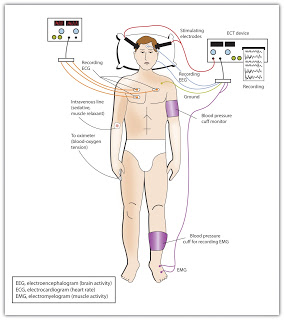 Stimulating
electrodes
ECT device
Recording
ECG
Recording
EEG
Ground
Recording
Intravenous line
(sedative,
muscle relaxant)
Blood pressure
cuff monitor
To oximeter
(blood-oxygen
tension)
Blood pressure
cuff for recording EMG
EMG
EEG, electroencephalogram (brain activity)
ECG, electrocardiogram (heart rate)
EMG, electromyelogram (muscle activity)